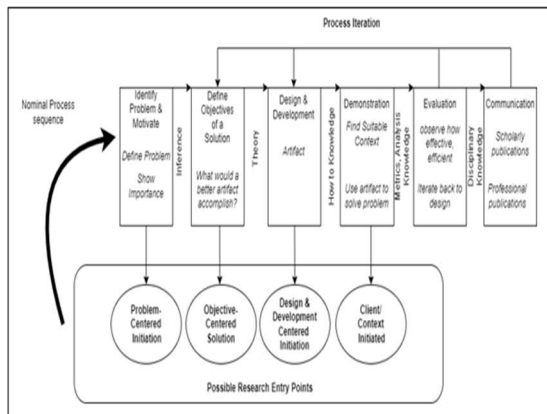 Process Iteration
Nominal Process
sequence
Identify Problem
& Motivate
Define Problem
Show
Importance
Inference
Define
Objectives
of a
Solution
What would a
better artifact
accomplish?
Theory
Design &
Development
Artifact
How to Knowledge
Demonstration
Find Suitable
Context
Use artifact to
solve problem
Metrics, Analysis
Knowledge
Evaluation
observe how
effective,
efficient
Iterate back to
design
Disciplinary
Knowledge
Communication
Scholarly
publications
Professional
publications
Problem-
Centered
Initiation
Objective-
Centered
Solution
Design &
Development
Centered
Initiation
Client/
Context
Initiated
Possible Research Entry Points